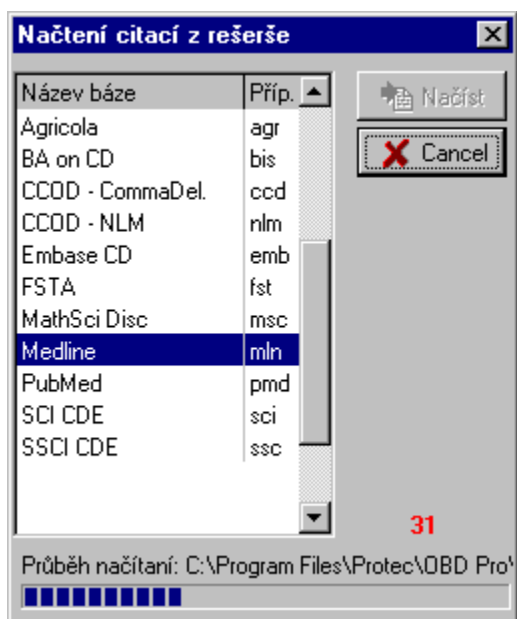 Načtení citací z rešerše
Název báze Příp.
Agricola agr
BA on CD bis
CCOD - CommaDel. ccd
CCOD - NLM nlm
Embase CD emb
FSTA fst
MathSci Disc msc
Medline mln
PubMed pmd
SCI CDE sci
SSCI CDE ssc
Načíst
Cancel
31
Průběh načítaní: C:\Program Files\Protec\OBD Pro\